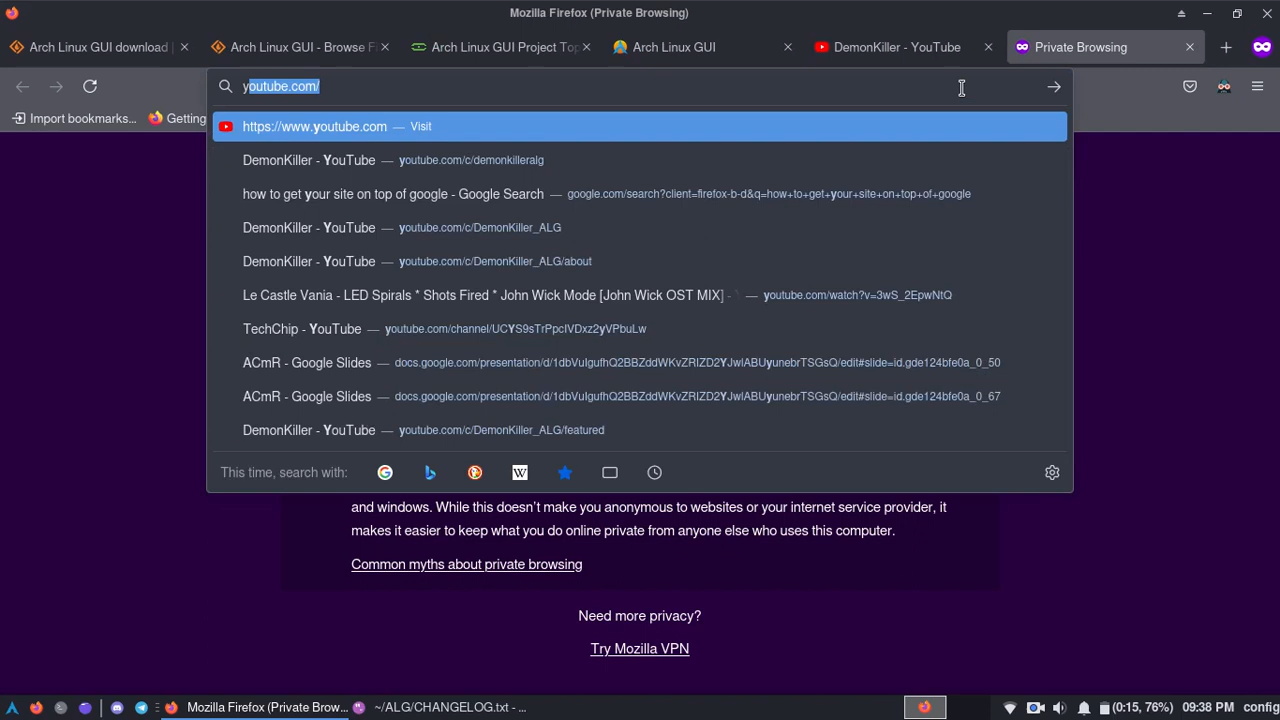 Mozilla Firefox (Private Browsing)
Arch Linux GUI download |
Arch Linux GUI - Browse Fi
Arch Linux GUI Project Top
Arch Linux GUI
DemonKiller - YouTube
Private Browsing
youtube.com/
Import bookmarks...
Getting
https://www.youtube.com — Visit
DemonKiller - YouTube — youtube.com/c/demonkilleralg
how to get your site on top of google - Google Search — google.com/search?client=firefox-b-d&q=how+to+get+your+site+on+top+of+google
DemonKiller - YouTube — youtube.com/c/DemonKiller_ALG
DemonKiller - YouTube — youtube.com/c/DemonKiller_ALG/about
Le Castle Vania - LED Spirals * Shots Fired * John Wick Mode [John Wick OST MIX] - — youtube.com/watch?v=3wS_2EpwNtQ
TechChip - YouTube — youtube.com/channel/UCYS9sTrPpcIVDxz2yVPbuLw
ACmR - Google Slides — docs.google.com/presentation/d/1dbVuIgufhQ2BBZddWKvZRIZD2YJwlABUyunebrTSGsQ/edit#slide=id.gde124bfe0a_0_50
ACmR - Google Slides — docs.google.com/presentation/d/1dbVuIgufhQ2BBZddWKvZRIZD2YJwlABUyunebrTSGsQ/edit#slide=id.gde124bfe0a_0_67
DemonKiller - YouTube — youtube.com/c/DemonKiller_ALG/featured
This time, search with:
G
W
and windows. While this doesn't make you anonymous to websites or your internet service provider, it
makes it easier to keep what you do online private from anyone else who uses this computer.
Common myths about private browsing
Need more privacy?
Try Mozilla VPN
Mozilla Firefox (Private Brow...
~/ALG/CHANGELOG.txt - ...
(0:15, 76%)
09:38 PM
config